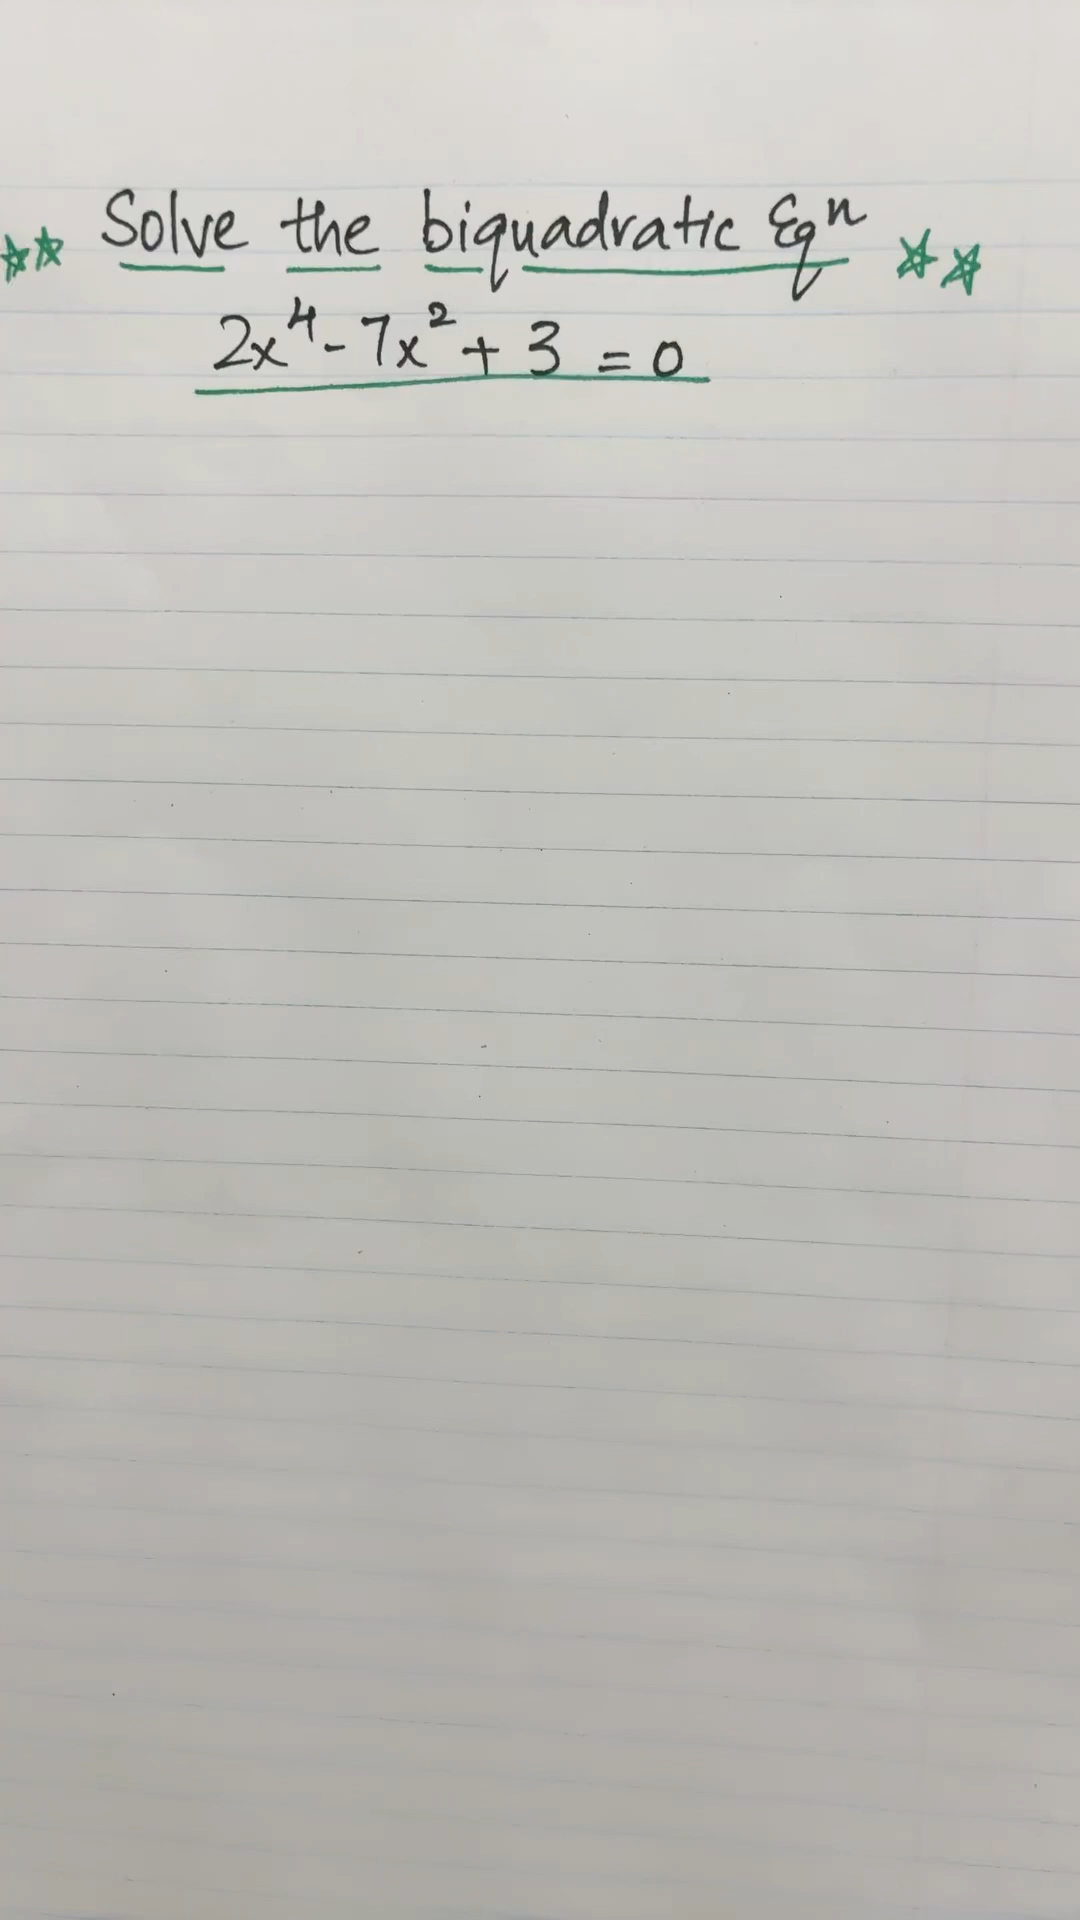 Solve the biquadratic Eqⁿ
2x⁴ - 7x² + 3 = 0